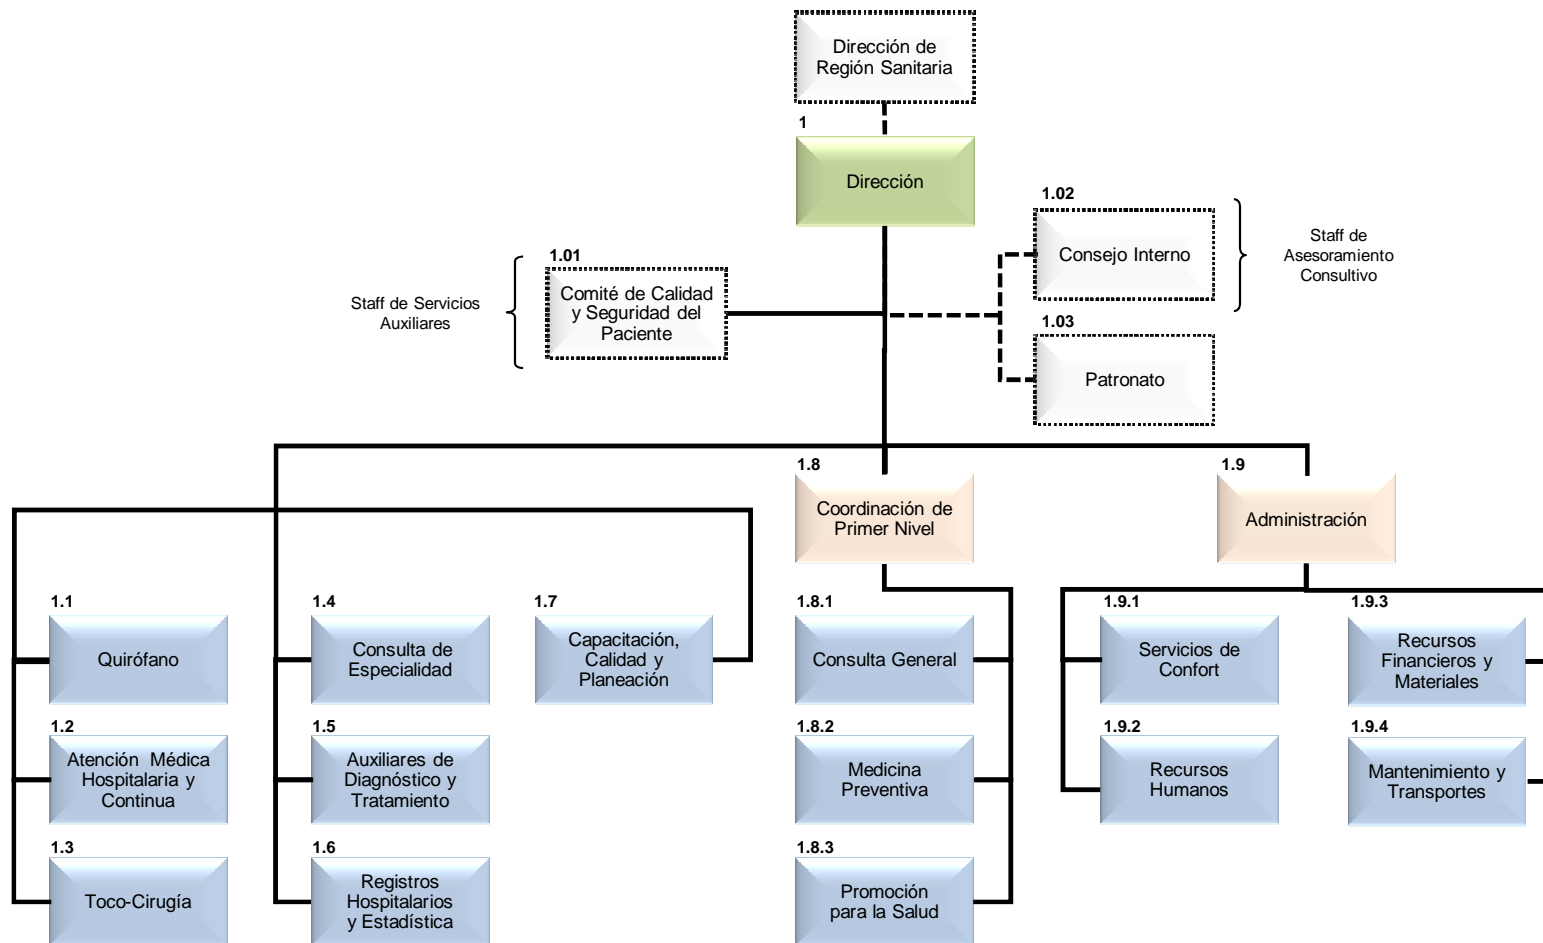 Dirección de
Región Sanitaria
1
Dirección
1.02
Consejo Interno
Staff de
Asesoramiento
Consultivo
1.01
Comité de Calidad
y Seguridad del
Paciente
Staff de Servicios
Auxiliares
1.03
Patronato
1.8
Coordinación de
Primer Nivel
1.9
Administración
1.1
Quirófano
1.4
Consulta de
Especialidad
1.7
Capacitación,
Calidad y
Planeación
1.8.1
Consulta General
1.9.1
Servicios de
Confort
1.9.3
Recursos
Financieros y
Materiales
1.2
Atención Médica
Hospitalaria y
Continua
1.5
Auxiliares de
Diagnóstico y
Tratamiento
1.8.2
Medicina
Preventiva
1.9.2
Recursos
Humanos
1.9.4
Mantenimiento y
Transportes
1.3
Toco-Cirugía
1.6
Registros
Hospitalarios
y Estadística
1.8.3
Promoción
para la Salud